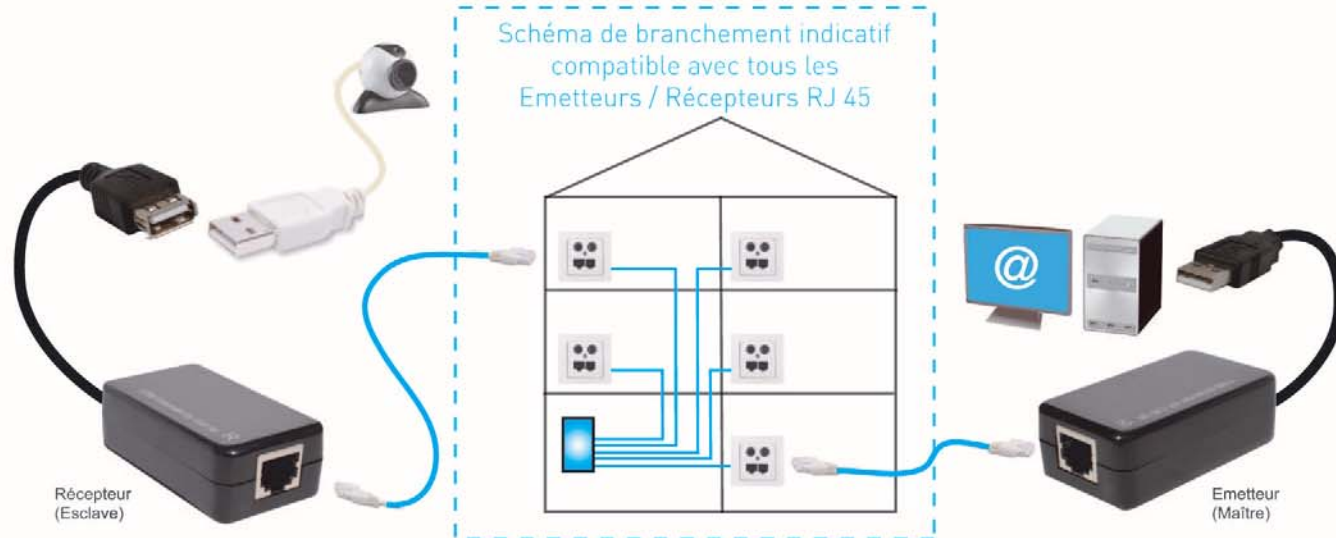 Schéma de branchement indicatif
compatible avec tous les
Emetteurs / Récepteurs RJ 45
@
Récepteur
(Esclave)
Emetteur
(Maître)